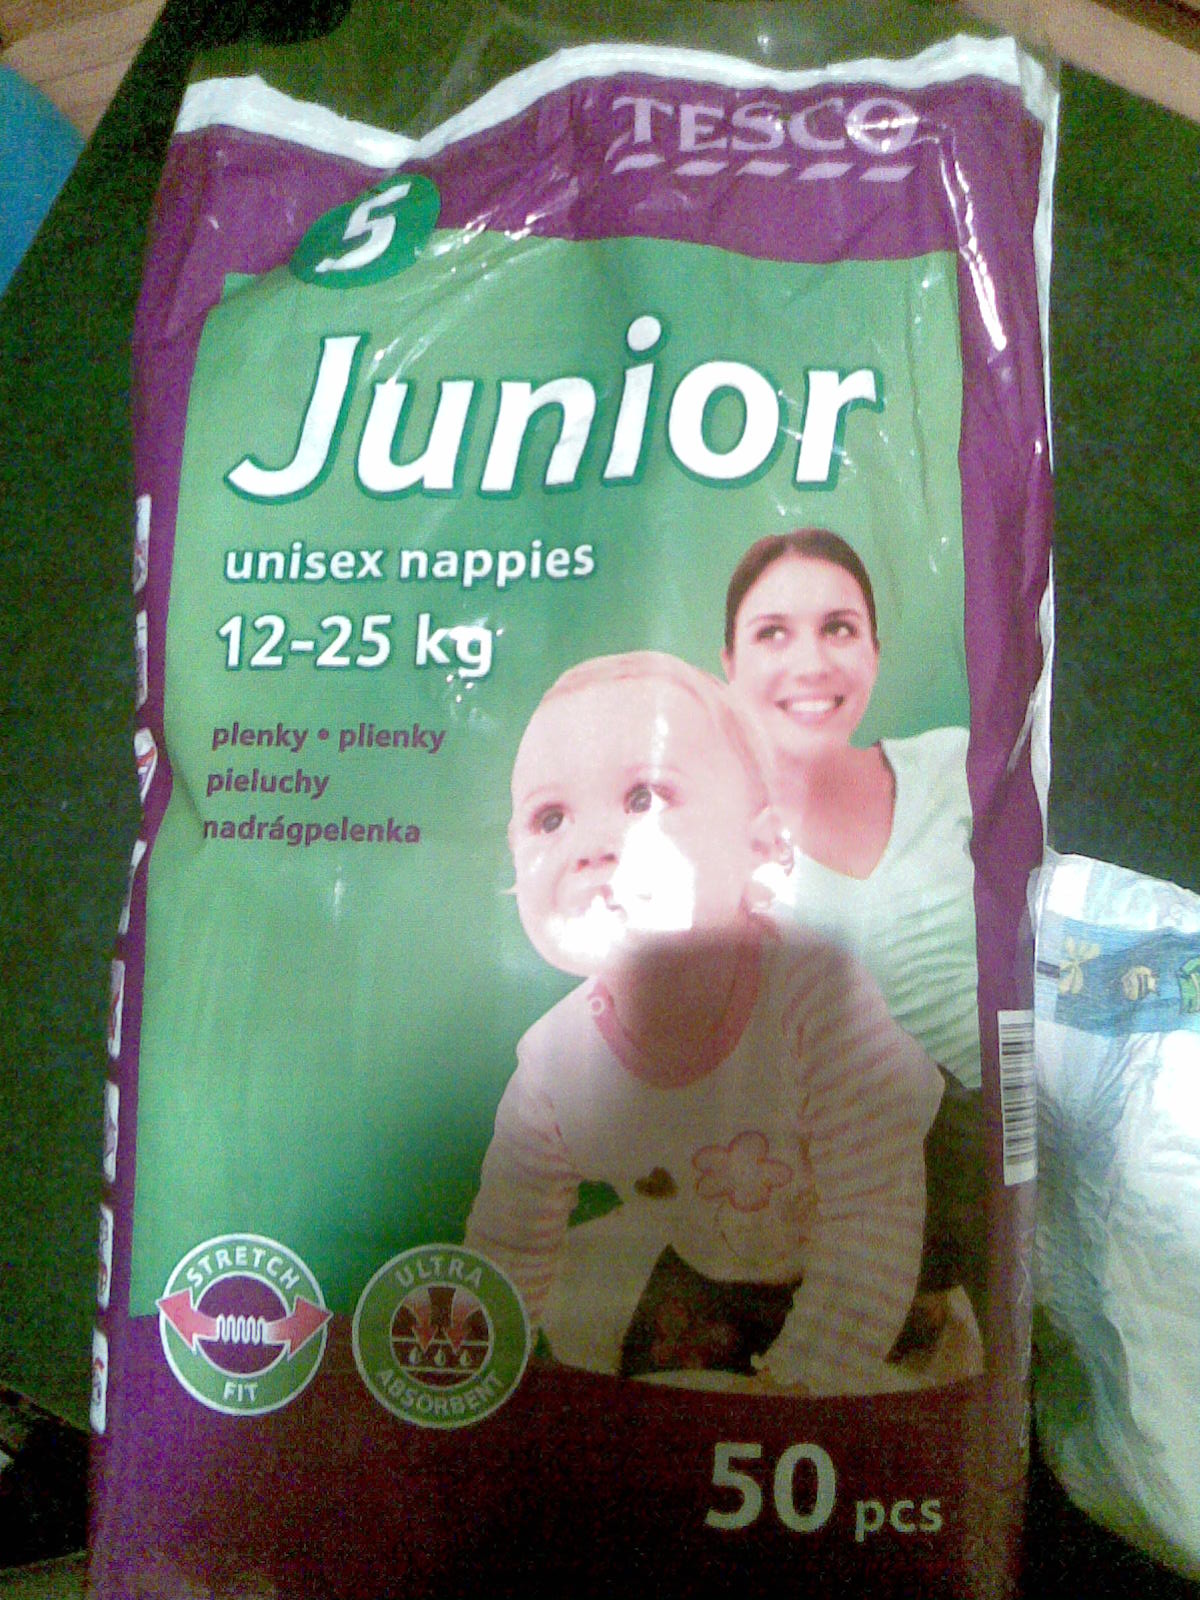 TESCO
5
Junior
unisex nappies
12-25 kg
plenky • plienky
pieluchy
nadrágpelenka
STRETCH
FIT
ULTRA
ABSORBENT
50 pcs